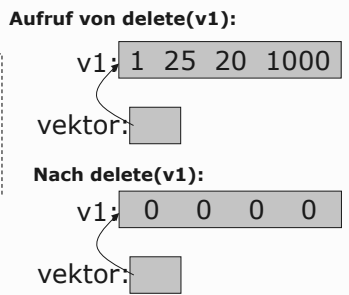 Aufruf von delete(v1):
v1: 1 25 20 1000
vektor:
Nach delete(v1):
v1: 0 0 0 0
vektor: